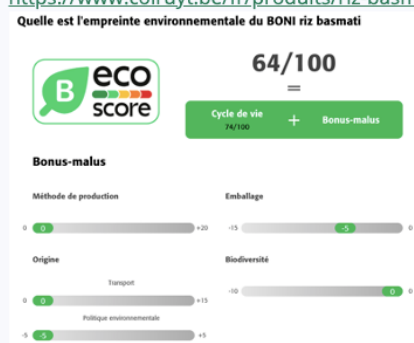 Quelle est l'empreinte environnementale du BONI riz basmati
B
eco
score
64/100
=
Cycle de vie
74/100
+
Bonus-malus
Bonus-malus
Méthode de production
0 0 +20
Emballage
-15 -5 0
Origine
Transport
0 0 +15
Biodiversité
-10 0 0
Politique environnementale
-5 -5 +5